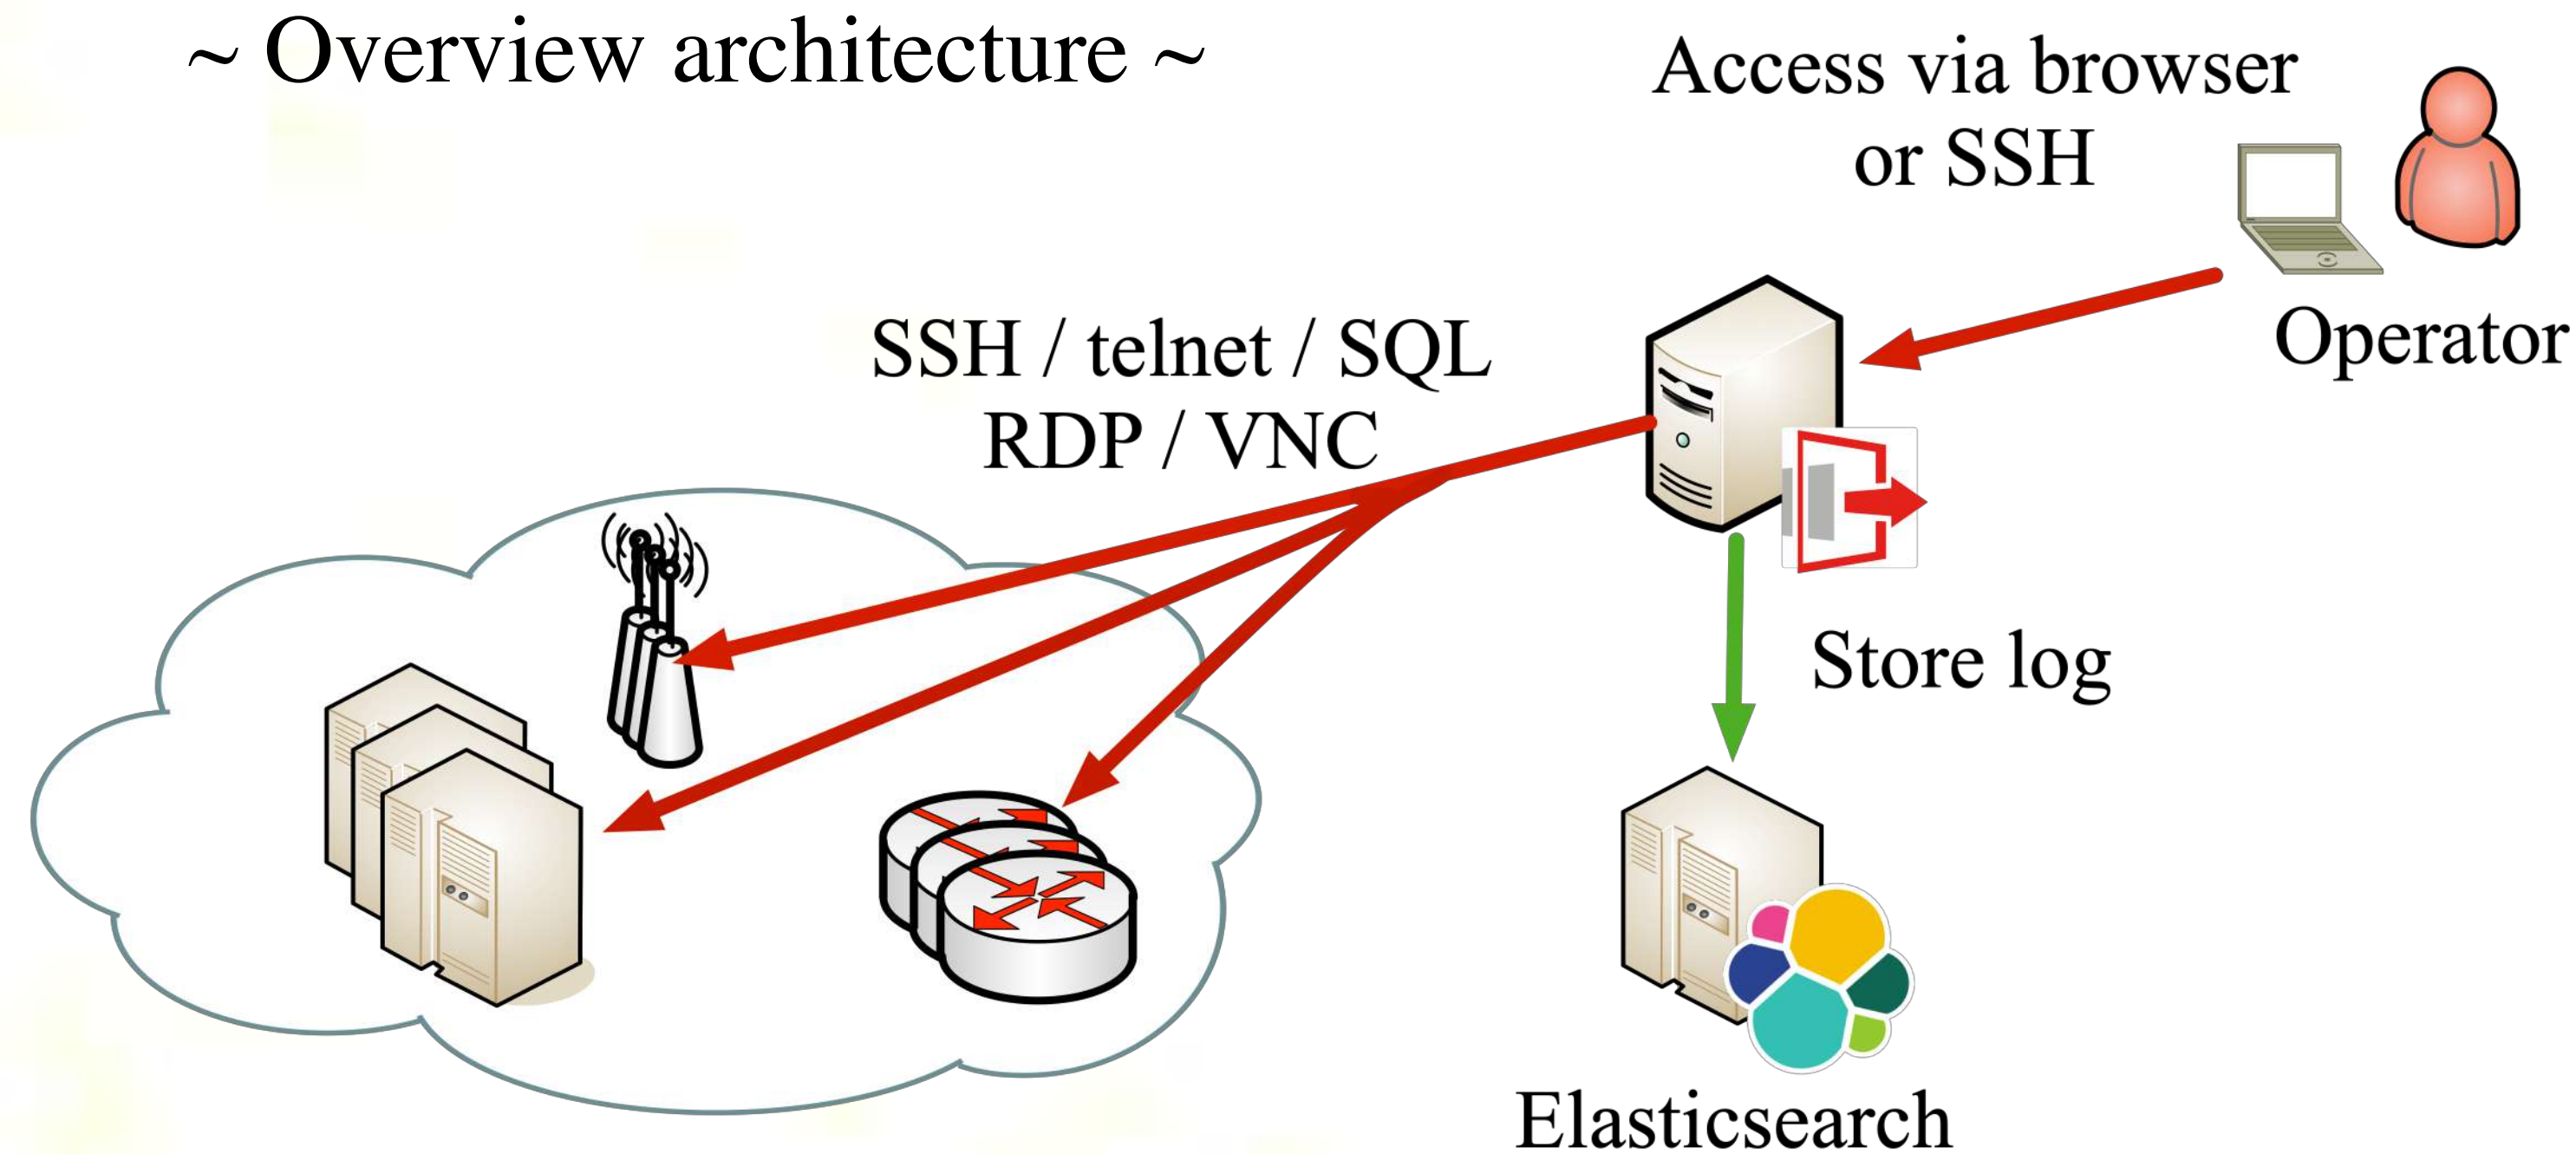 ~ Overview architecture ~
Access via browser
or SSH
Operator
SSH / telnet / SQL
RDP / VNC
Store log
Elasticsearch